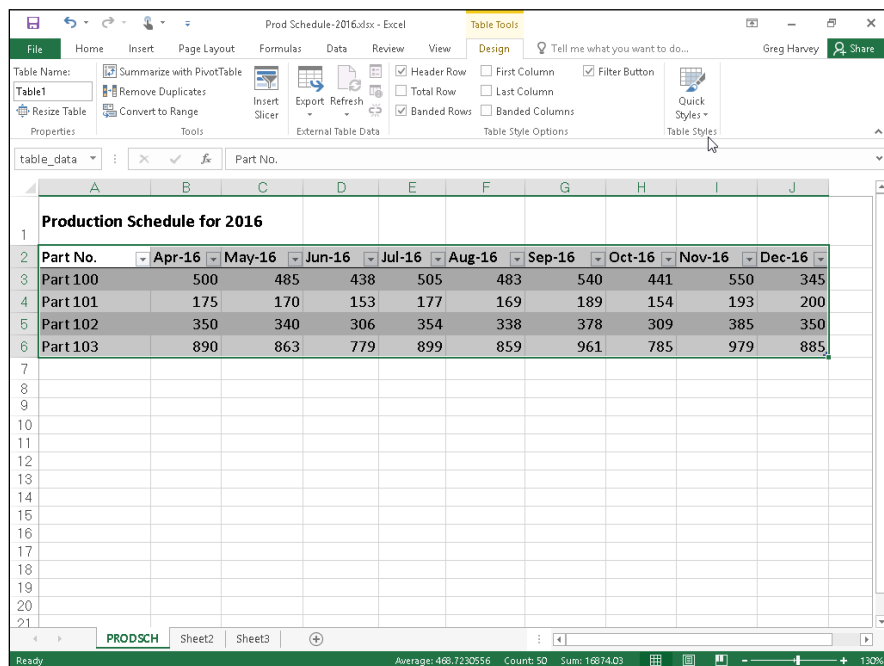 Prod Schedule-2016.xlsx - Excel
Table Tools
File Home Insert Page Layout Formulas Data Review View Design Tell me what you want to do... Greg Harvey Share
Table Name:
Table1
Resize Table
Properties
Summarize with PivotTable
Remove Duplicates
Convert to Range
Tools
Insert
Slicer
Export Refresh
External Table Data
Header Row First Column Filter Button
Total Row Last Column
Banded Rows Banded Columns
Table Style Options
Quick
Styles
Table Styles
table_data fx Part No.
A B C D E F G H I J
1 Production Schedule for 2016
2 Part No. Apr-16 May-16 Jun-16 Jul-16 Aug-16 Sep-16 Oct-16 Nov-16 Dec-16
3 Part 100 500 485 438 505 483 540 441 550 345
4 Part 101 175 170 153 177 169 189 154 193 200
5 Part 102 350 340 306 354 338 378 309 385 350
6 Part 103 890 863 779 899 859 961 785 979 885
7
8
9
10
11
12
13
14
15
16
17
18
19
20
21
PRODSCH Sheet2 Sheet3
Ready Average: 468.7230556 Count: 50 Sum: 16874.03 130%